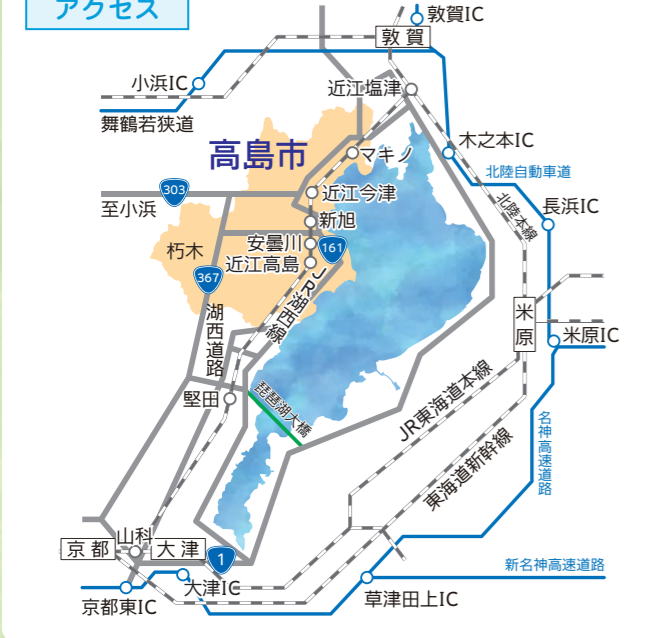 アクセス
敦賀IC
敦賀
小浜IC
近江塩津
舞鶴若狭道
木之本IC
高島市
マキノ
北陸自動車道
303
近江今津
至小浜
北陸本線
長浜IC
新旭
朽木
安曇川
161
近江高島
367
JR湖西線
湖西道路
米原
米原IC
堅田
琵琶湖大橋
JR東海道本線
名神高速道路
東海道新幹線
京都
山科
大津
1
新名神高速道路
大津IC
京都東IC
草津田上IC